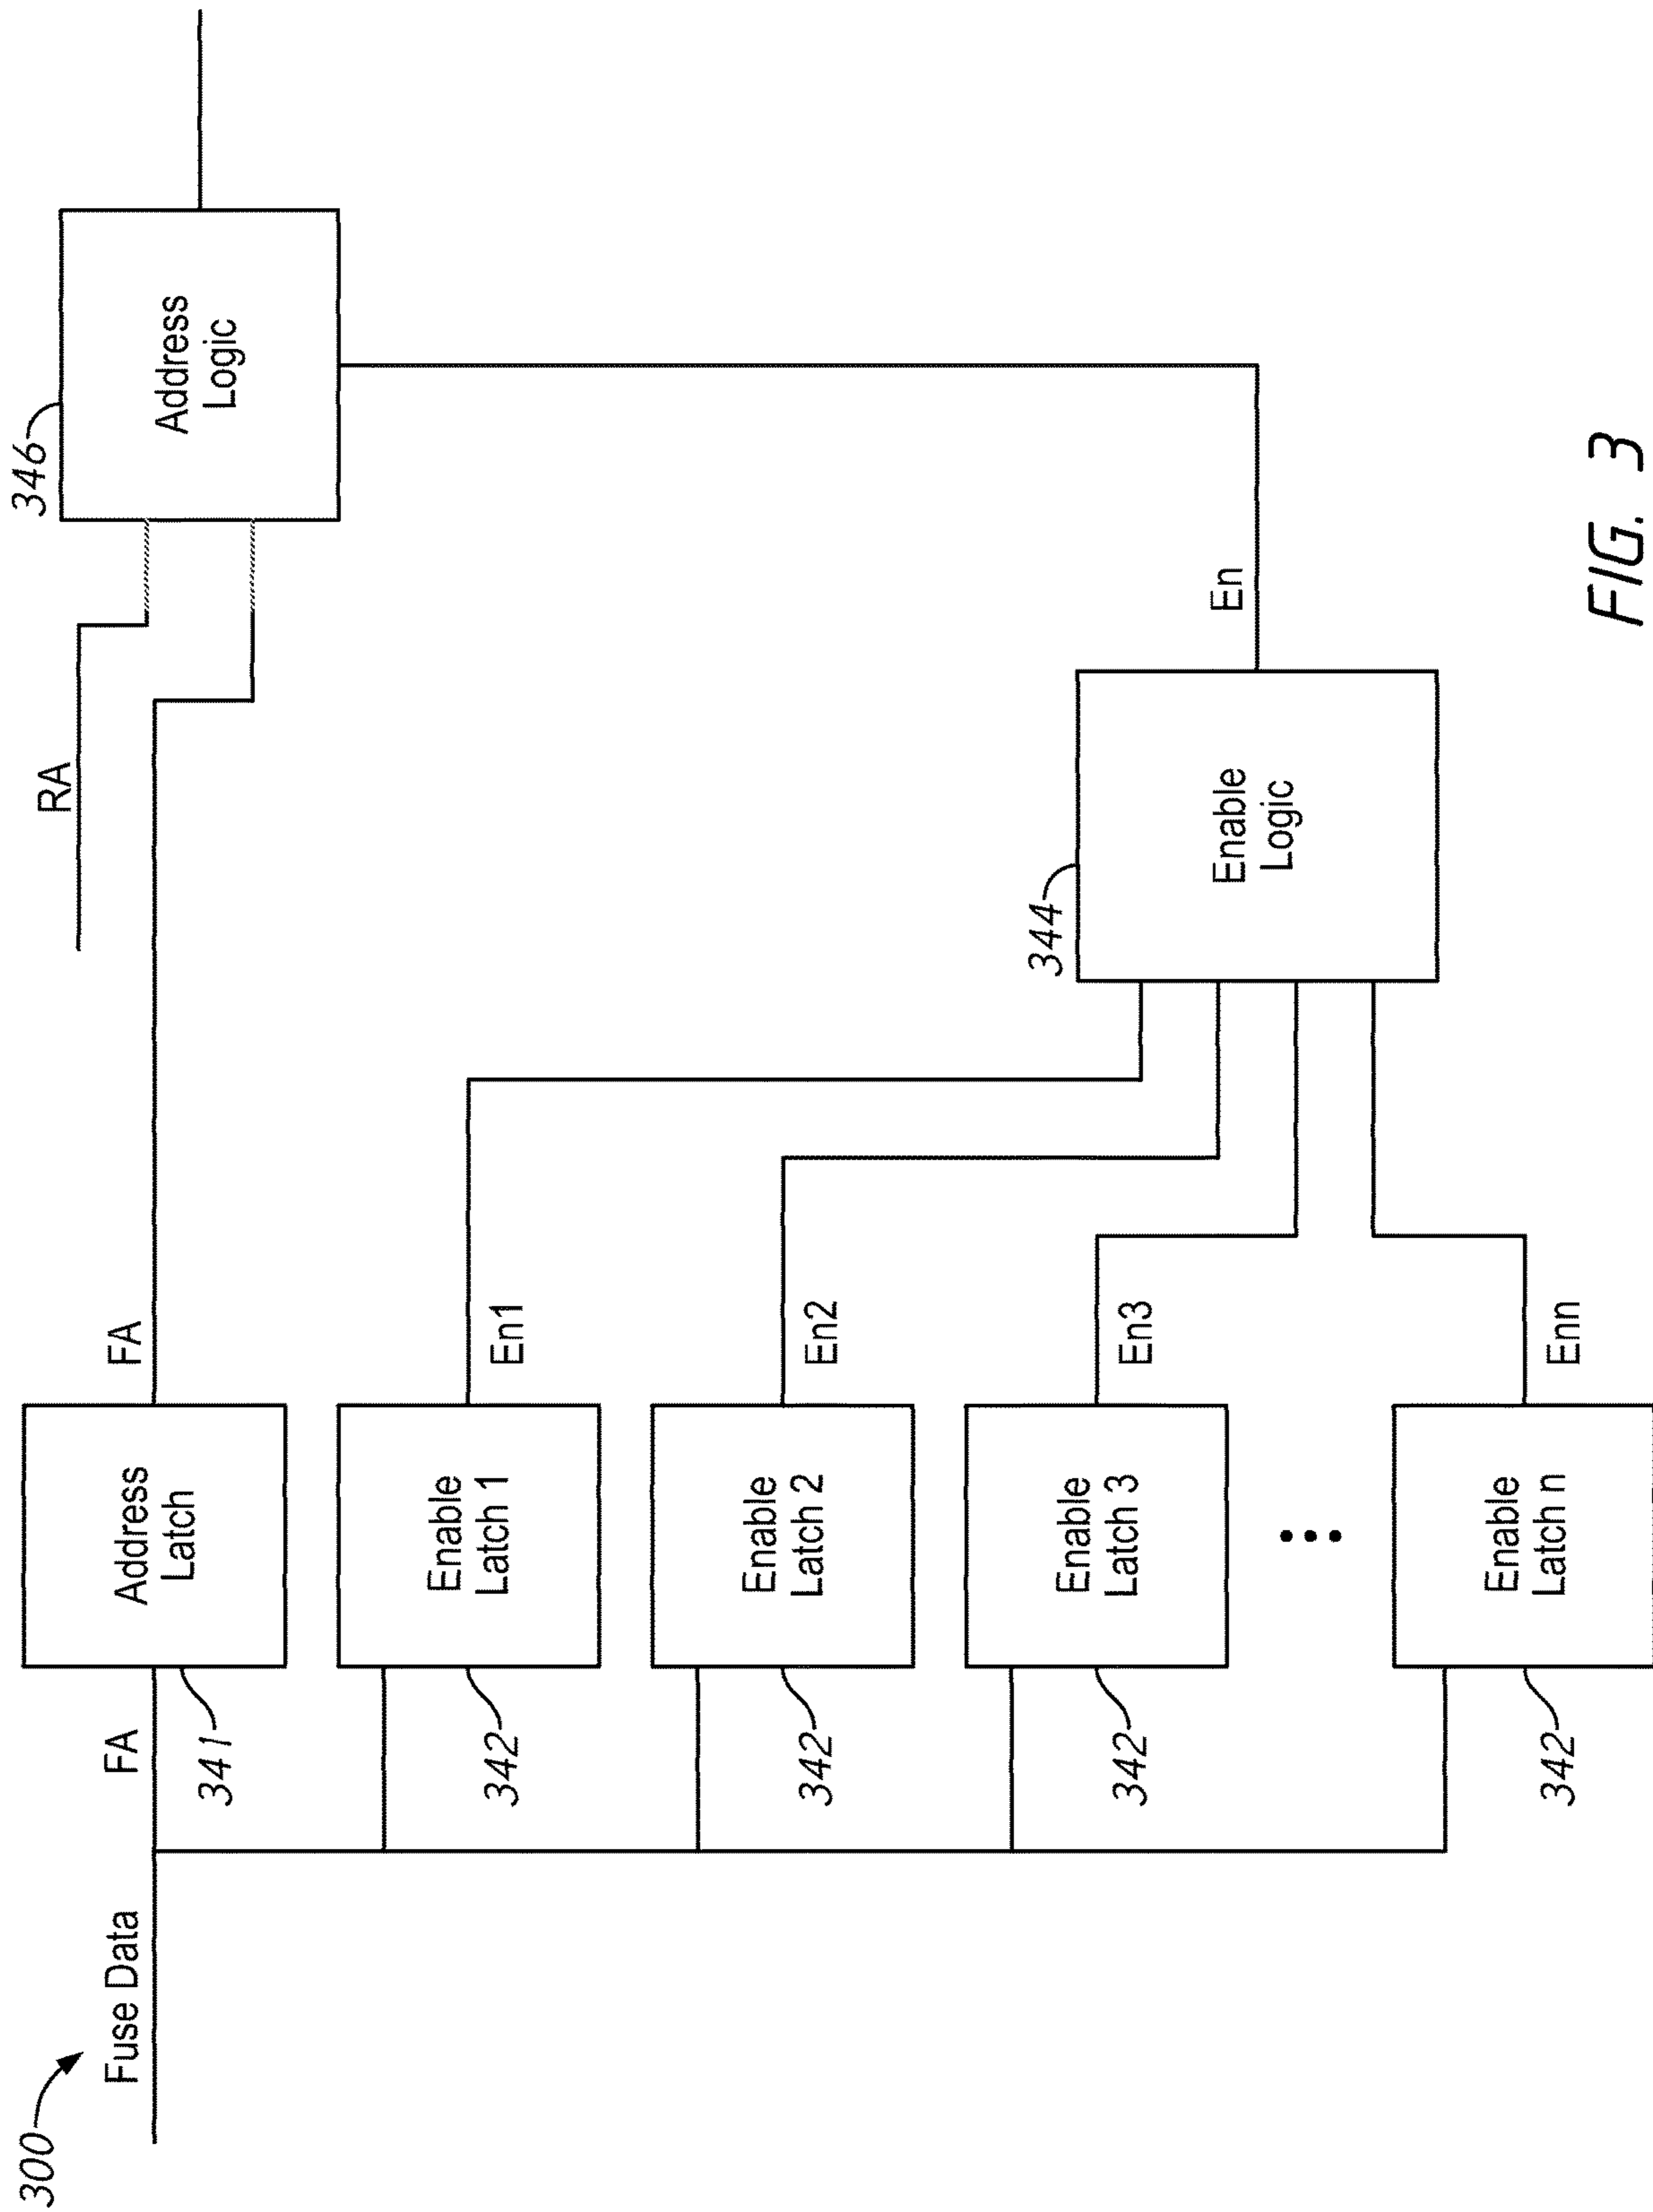 300
Fuse Data
FA
341
Address
Latch
FA
RA
346
Address
Logic
342
Enable
Latch 1
En1
342
Enable
Latch 2
En2
344
Enable
Logic
En
342
Enable
Latch 3
En3
342
Enable
Latch n
Enn
FIG. 3